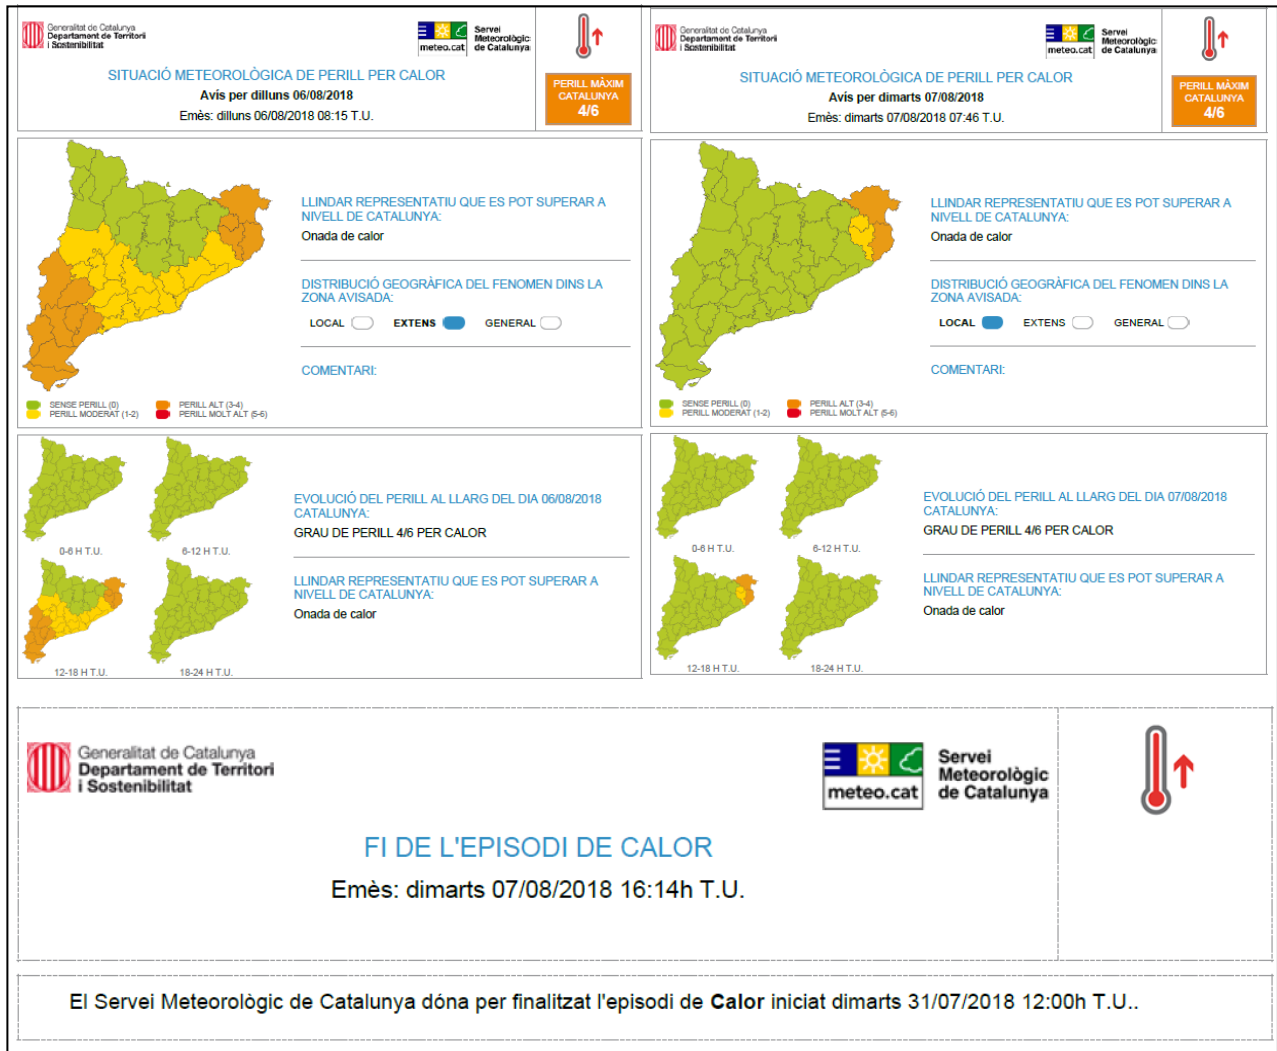 Generalitat de Catalunya
Departament de Territori
i Sostenibilitat
meteo.cat
Servei
Meteorològic
de Catalunya
SITUACIÓ METEOROLÒGICA DE PERILL PER CALOR
Avís per dilluns 06/08/2018
Emès: dilluns 06/08/2018 08:15 T.U.
PERILL MÀXIM
CATALUNYA
4/6
LLINDAR REPRESENTATIU QUE ES POT SUPERAR A
NIVELL DE CATALUNYA:
Onada de calor
DISTRIBUCIÓ GEOGRÀFICA DEL FENOMEN DINS LA
ZONA AVISADA:
LOCAL EXTENS GENERAL
COMENTARI:
SENSE PERILL (0) PERILL ALT (3-4)
PERILL MODERAT (1-2) PERILL MOLT ALT (5-6)
0-6 H T.U. 6-12 H T.U.
12-18 H T.U. 18-24 H T.U.
EVOLUCIÓ DEL PERILL AL LLARG DEL DIA 06/08/2018
CATALUNYA:
GRAU DE PERILL 4/6 PER CALOR
LLINDAR REPRESENTATIU QUE ES POT SUPERAR A
NIVELL DE CATALUNYA:
Onada de calor
Generalitat de Catalunya
Departament de Territori
i Sostenibilitat
meteo.cat
Servei
Meteorològic
de Catalunya
SITUACIÓ METEOROLÒGICA DE PERILL PER CALOR
Avís per dimarts 07/08/2018
Emès: dimarts 07/08/2018 07:46 T.U.
PERILL MÀXIM
CATALUNYA
4/6
LLINDAR REPRESENTATIU QUE ES POT SUPERAR A
NIVELL DE CATALUNYA:
Onada de calor
DISTRIBUCIÓ GEOGRÀFICA DEL FENOMEN DINS LA
ZONA AVISADA:
LOCAL EXTENS GENERAL
COMENTARI:
SENSE PERILL (0) PERILL ALT (3-4)
PERILL MODERAT (1-2) PERILL MOLT ALT (5-6)
0-6 H T.U. 6-12 H T.U.
12-18 H T.U. 18-24 H T.U.
EVOLUCIÓ DEL PERILL AL LLARG DEL DIA 07/08/2018
CATALUNYA:
GRAU DE PERILL 4/6 PER CALOR
LLINDAR REPRESENTATIU QUE ES POT SUPERAR A
NIVELL DE CATALUNYA:
Onada de calor
Generalitat de Catalunya
Departament de Territori
i Sostenibilitat
meteo.cat
Servei
Meteorològic
de Catalunya
FI DE L'EPISODI DE CALOR
Emès: dimarts 07/08/2018 16:14h T.U.
El Servei Meteorològic de Catalunya dóna per finalitzat l'episodi de Calor iniciat dimarts 31/07/2018 12:00h T.U..